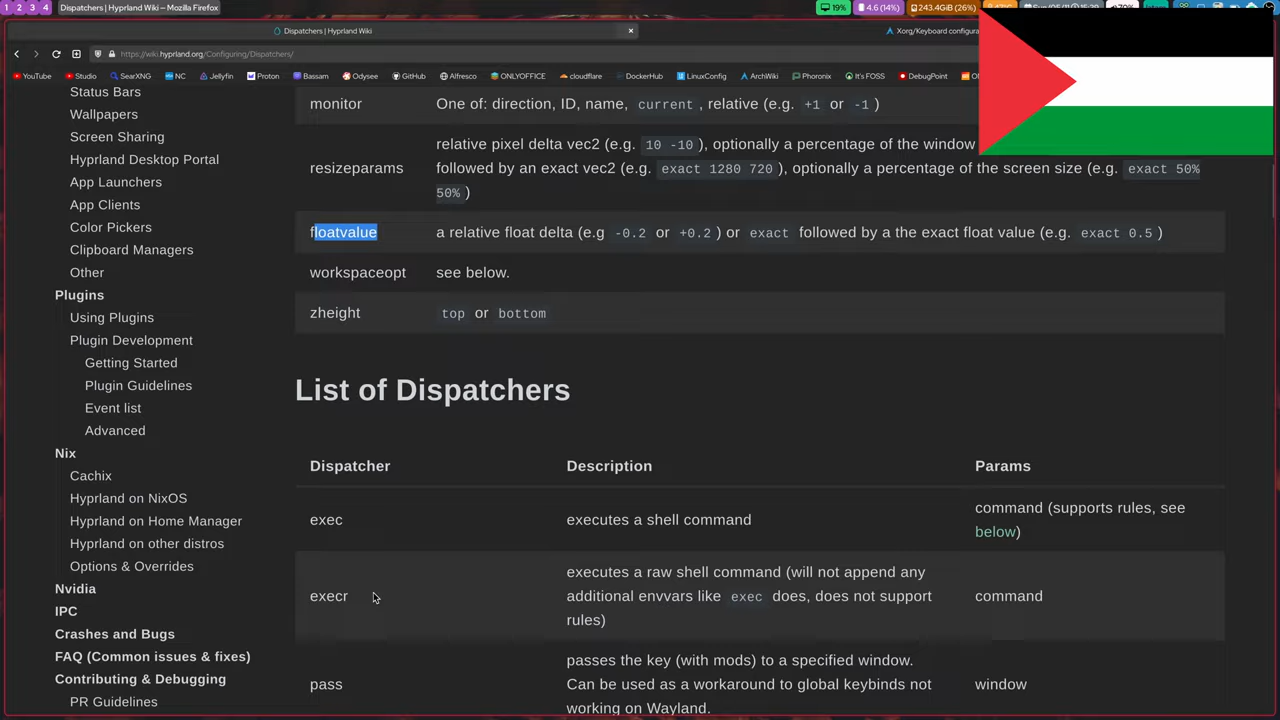 1 2 3 4 Dispatchers | Hyprland Wiki — Mozilla Firefox 19% 4.6 (14%) 243.4GiB (26%)
Dispatchers | Hyprland Wiki
Xorg/Keyboard configura
https://wiki.hyprland.org/Configuring/Dispatchers/
YouTube Studio SearXNG NC Jellyfin Proton Bassam Odysee GitHub Alfresco ONLYOFFICE cloudflare DockerHub LinuxConfig ArchWiki Phoronix It's FOSS DebugPoint
Status Bars
Wallpapers
Screen Sharing
Hyprland Desktop Portal
App Launchers
App Clients
Color Pickers
Clipboard Managers
Other
Plugins
Using Plugins
Plugin Development
Getting Started
Plugin Guidelines
Event list
Advanced
Nix
Cachix
Hyprland on NixOS
Hyprland on Home Manager
Hyprland on other distros
Options & Overrides
Nvidia
IPC
Crashes and Bugs
FAQ (Common issues & fixes)
Contributing & Debugging
PR Guidelines
monitor One of: direction, ID, name, current , relative (e.g. +1 or -1 )
relative pixel delta vec2 (e.g. 10 -10 ), optionally a percentage of the window
resizeparams followed by an exact vec2 (e.g. exact 1280 720 ), optionally a percentage of the screen size (e.g. exact 50%
50% )
floatvalue a relative float delta (e.g -0.2 or +0.2 ) or exact followed by a the exact float value (e.g. exact 0.5 )
workspaceopt see below.
zheight top or bottom
List of Dispatchers
Dispatcher Description Params
exec executes a shell command command (supports rules, see
below)
executes a raw shell command (will not append any
execr additional envvars like exec does, does not support command
rules)
passes the key (with mods) to a specified window.
pass Can be used as a workaround to global keybinds not window
working on Wayland.